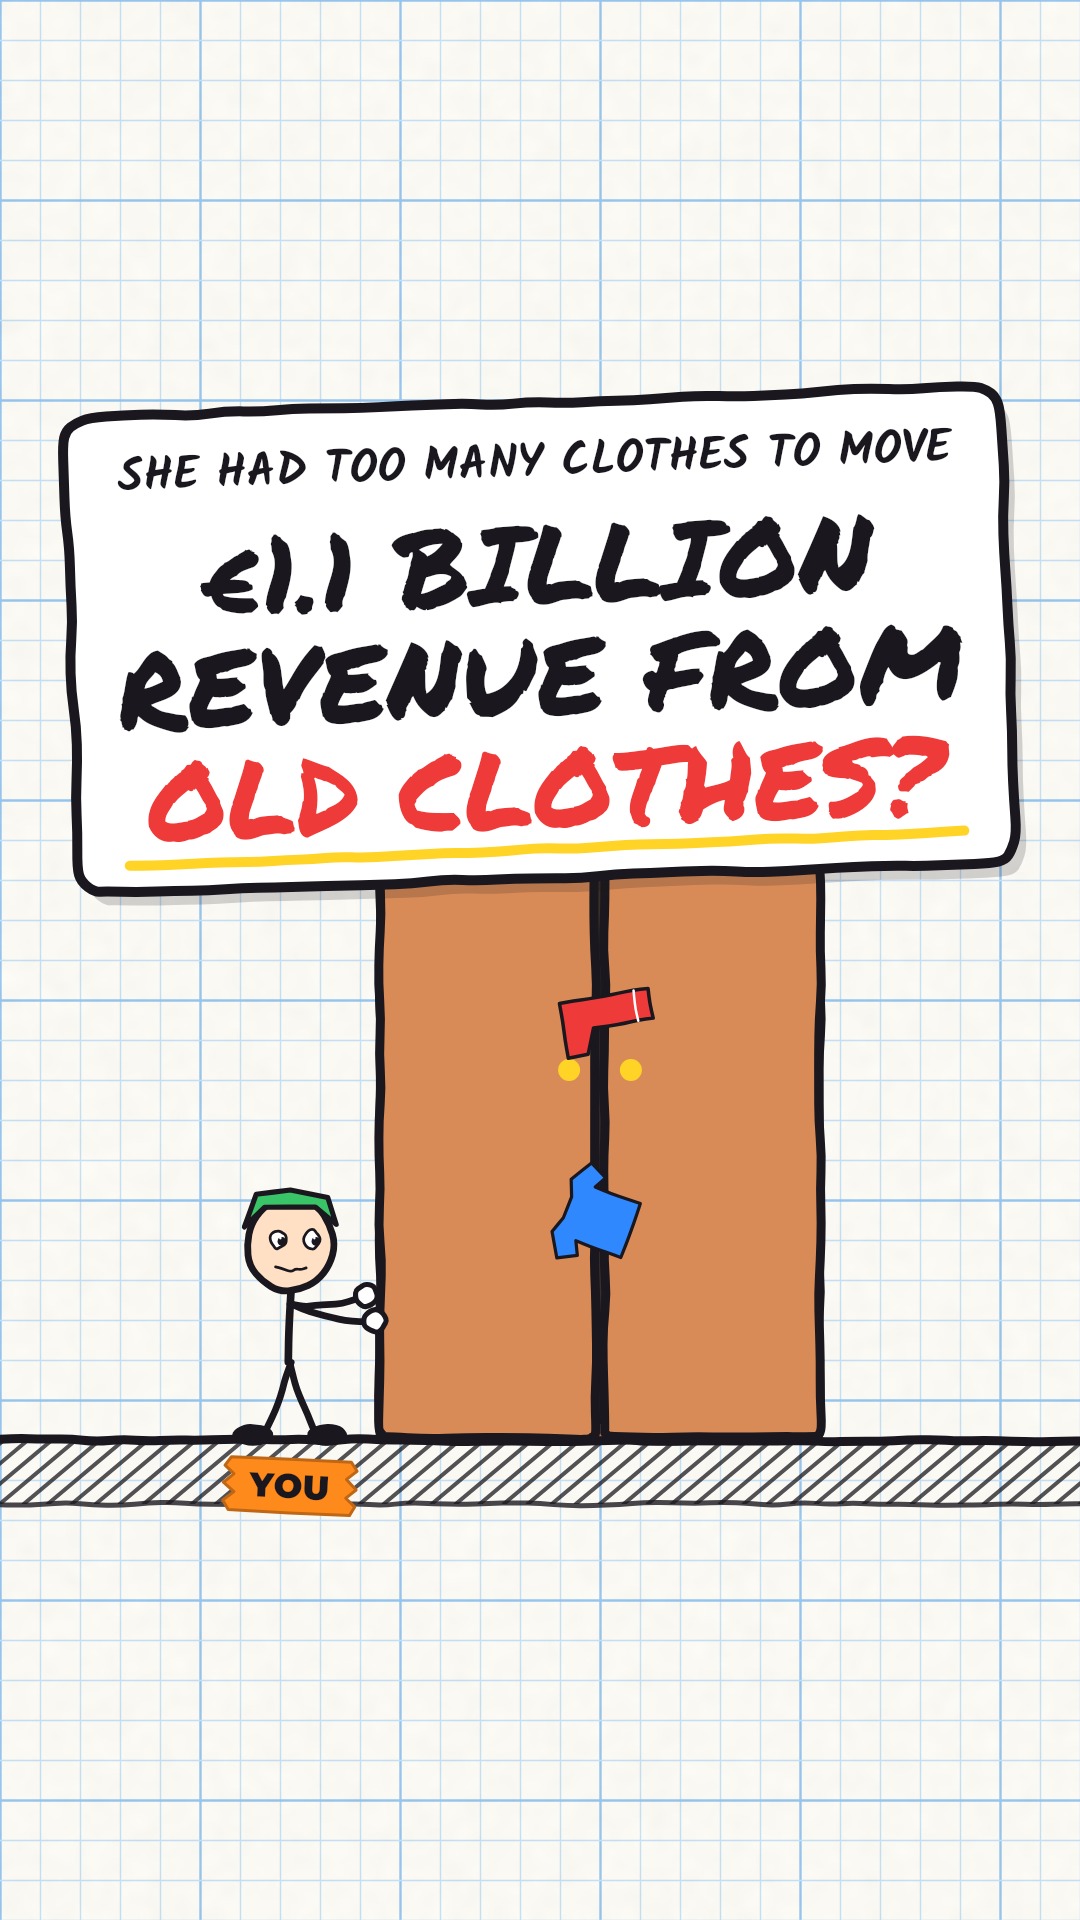 SHE HAD TOO MANY CLOTHES TO MOVE
€1.1 BILLION
REVENUE FROM
OLD CLOTHES?
YOU